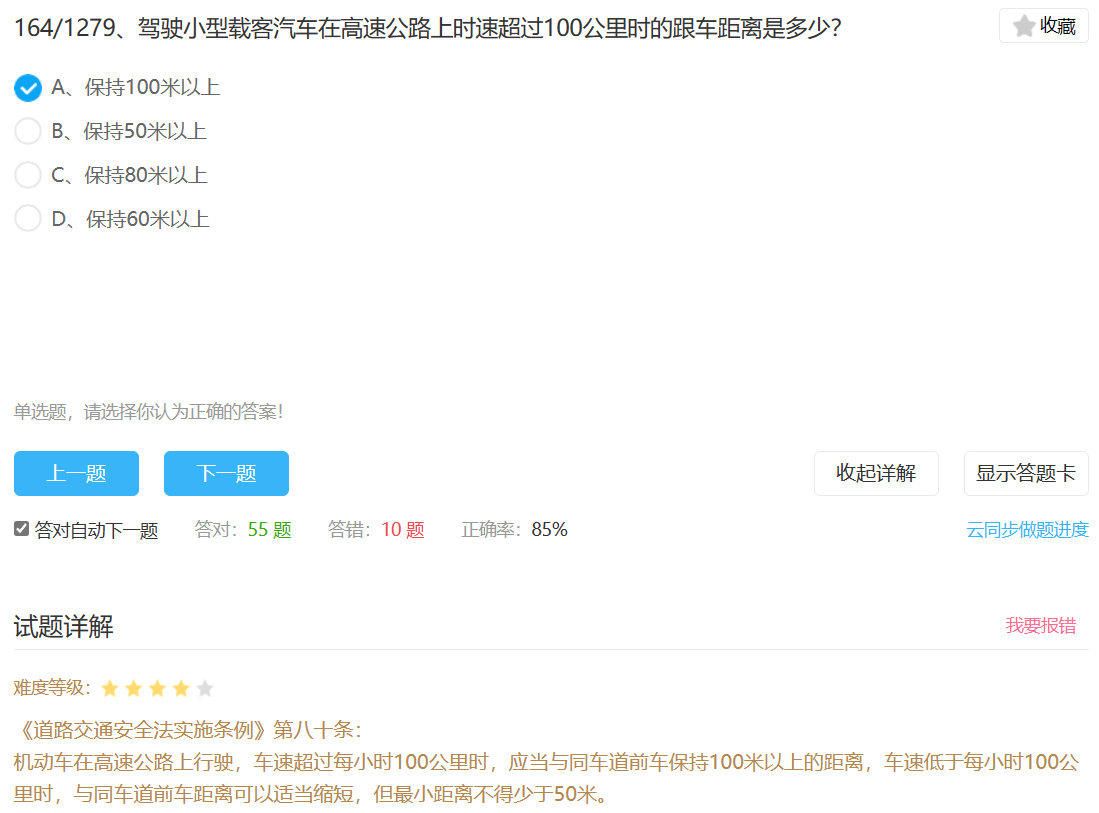 164/1279、驾驶小型载客汽车在高速公路上时速超过100公里时的跟车距离是多少？
收藏
A、保持100米以上
B、保持50米以上
C、保持80米以上
D、保持60米以上
单选题，请选择你认为正确的答案！
上一题 下一题 收起详解 显示答题卡
答对自动下一题 答对：55 题 答错：10 题 正确率：85% 云同步做题进度
试题详解 我要报错
难度等级：
《道路交通安全法实施条例》第八十条：
机动车在高速公路上行驶，车速超过每小时100公里时，应当与同车道前车保持100米以上的距离，车速低于每小时100公
里时，与同车道前车距离可以适当缩短，但最小距离不得少于50米。